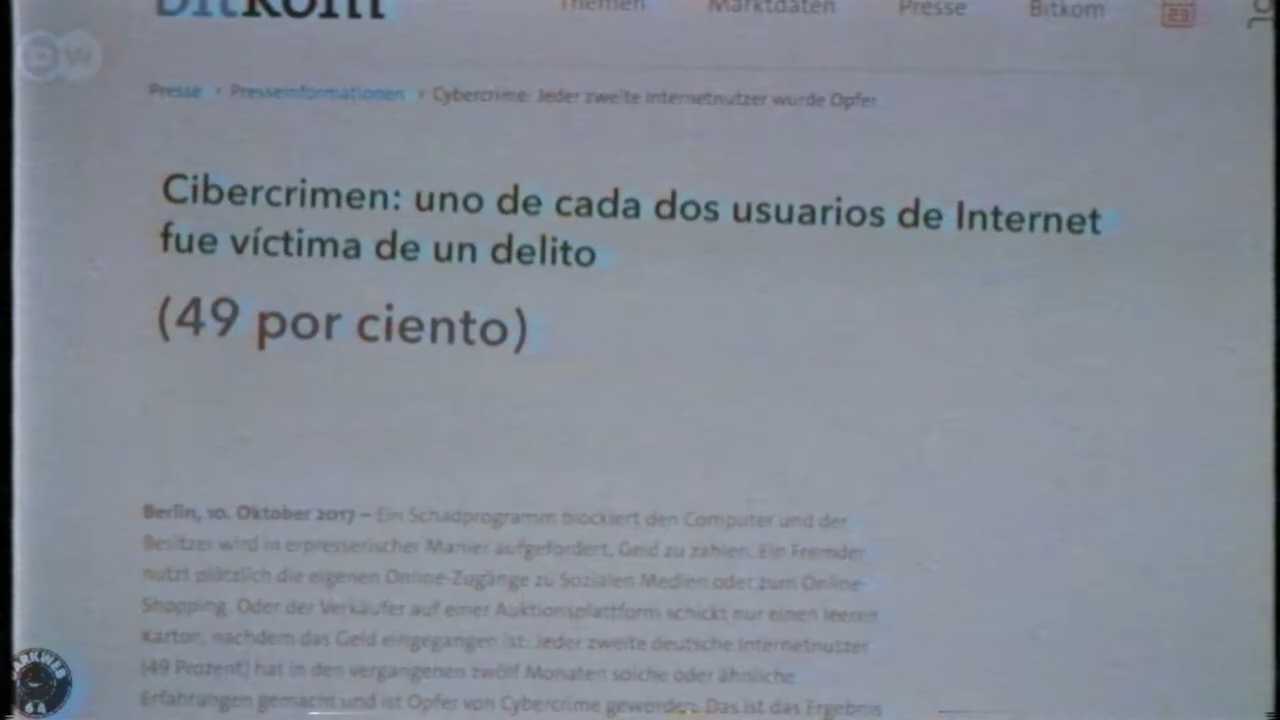 bitkom
Themen Marktdaten Presse Bitkom 23
DW
Presse › Presseinformationen › Cybercrime: Jeder zweite Internetnutzer wurde Opfer
Cibercrimen: uno de cada dos usuarios de Internet
fue víctima de un delito
(49 por ciento)
Berlin, 10. Oktober 2017 – Ein Schadprogramm blockiert den Computer und der
Besitzer wird in erpresserischer Manier aufgefordert, Geld zu zahlen. Ein Fremder
nutzt plötzlich die eigenen Online-Zugänge zu Sozialen Medien oder zum Online-
Shopping. Oder der Verkäufer auf einer Auktionsplattform schickt nur einen leeren
Karton, nachdem das Geld eingegangen ist: Jeder zweite deutsche Internetnutzer
(49 Prozent) hat in den vergangenen zwölf Monaten solche oder ähnliche
Erfahrungen gemacht und ist Opfer von Cybercrime geworden. Das ist das Ergebnis